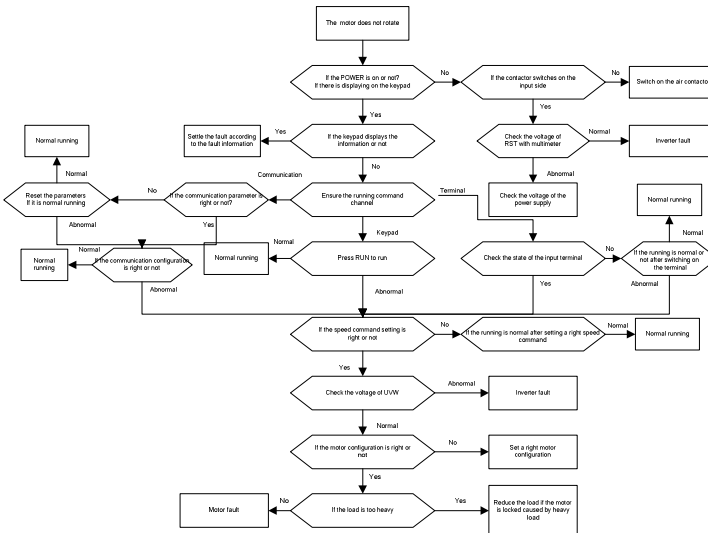 The motor does not rotate
If the POWER is on or not?
If there is displaying on the keypad
No
If the contactor switches on the
input side
No
Switch on the air contactor
Yes
Yes
Settle the fault according
to the fault information
Yes
If the keypad displays the
information or not
Check the voltage of
RST with multimeter
Normal
Inverter fault
Normal running
Normal
No
Abnormal
Communication
Reset the parameters
If it is normal running
No
If the communication parameter is
right or not?
Ensure the running command
channel
Terminal
Check the voltage of the
power supply
Normal running
Abnormal
Yes
Keypad
Normal
Normal
running
Normal
If the communication configuration
is right or not
Normal running
Normal
Press RUN to run
Check the state of the input terminal
No
If the running is normal or
not after switching on
the terminal
Abnormal
Abnormal
Yes
Abnormal
If the speed command setting is
right or not
No
If the running is normal after setting a right speed
command
Normal
Normal running
Yes
Check the voltage of UVW
Abnormal
Inverter fault
Normal
If the motor configuration is right or
not
No
Set a right motor
configuration
Yes
Motor fault
No
If the load is too heavy
Yes
Reduce the load if the motor
is locked caused by heavy
load